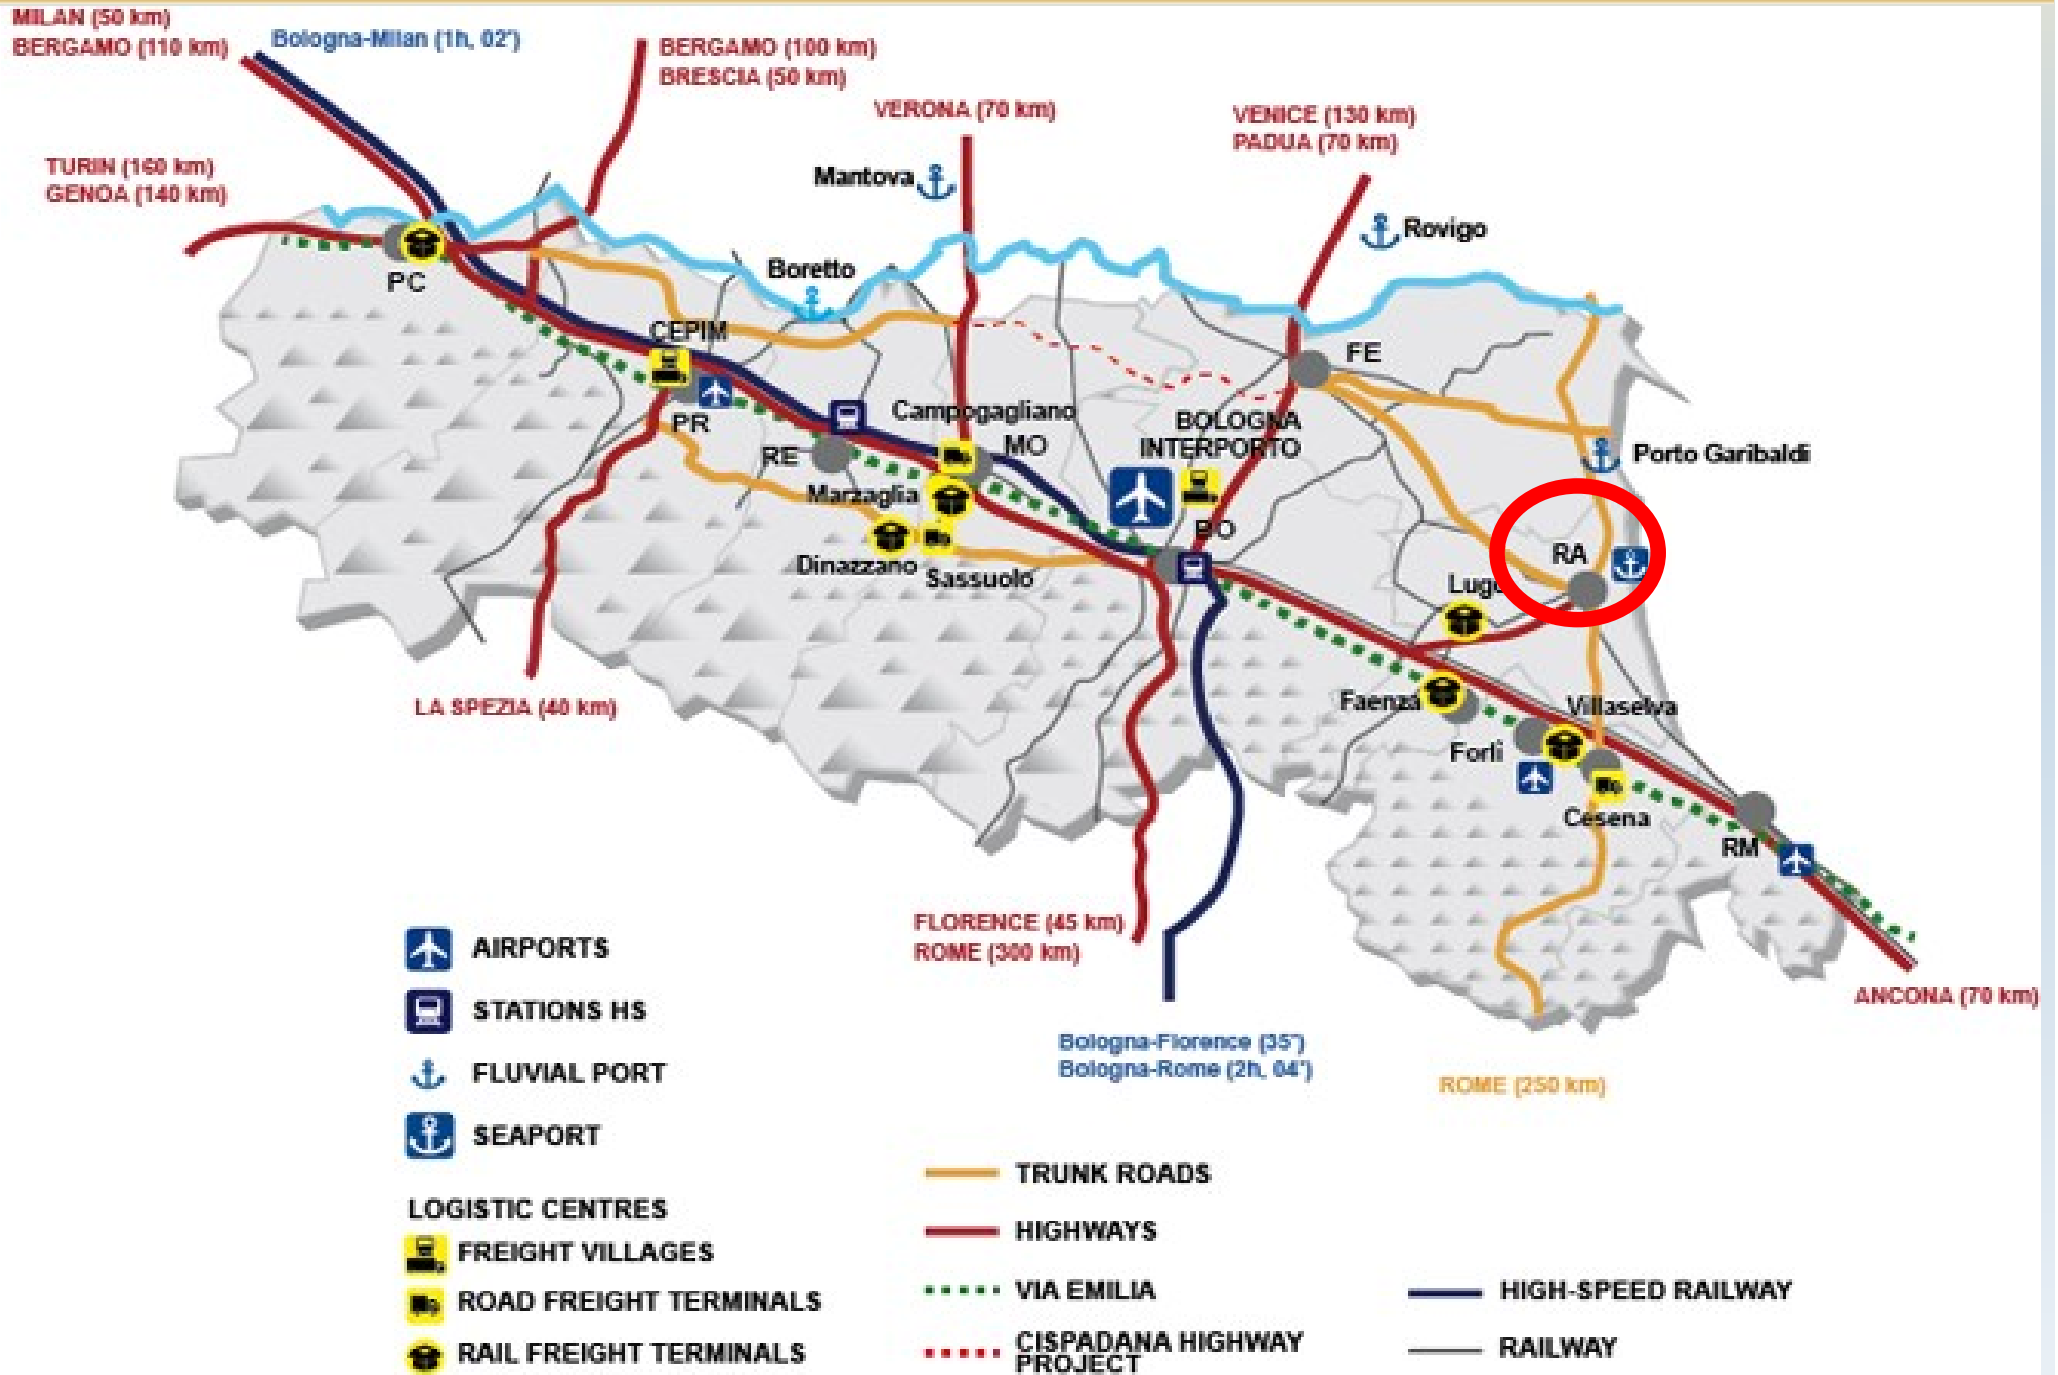 MILAN (50 km)
BERGAMO (110 km)
Bologna-Milan (1h, 02')
BERGAMO (100 km)
BRESCIA (50 km)
VERONA (70 km)
VENICE (130 km)
PADUA (70 km)
TURIN (160 km)
GENOA (140 km)
Mantova
Rovigo
PC
Boretto
CEPIM
FE
PR
Campogagliano
MO
BOLOGNA
INTERPORTO
RE
Porto Garibaldi
Marzaglia
BO
RA
Dinazzano
Sassuolo
Lugo
LA SPEZIA (40 km)
Faenza
Villaselva
Forlì
Cesena
RM
FLORENCE (45 km)
ROME (300 km)
ANCONA (70 km)
Bologna-Florence (35')
Bologna-Rome (2h, 04')
ROME (250 km)
AIRPORTS
STATIONS HS
FLUVIAL PORT
SEAPORT
LOGISTIC CENTRES
FREIGHT VILLAGES
ROAD FREIGHT TERMINALS
RAIL FREIGHT TERMINALS
TRUNK ROADS
HIGHWAYS
VIA EMILIA
CISPADANA HIGHWAY
PROJECT
HIGH-SPEED RAILWAY
RAILWAY